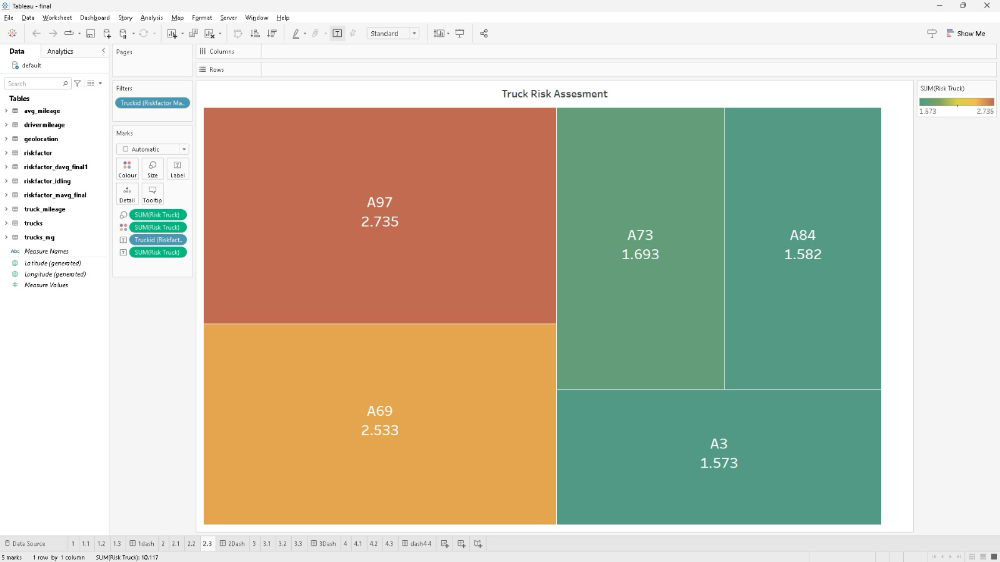 Tableau - final
File Data Worksheet Dashboard Story Analysis Map Format Server Window Help
Standard
Show Me
Data Analytics
default
Search
Tables
avg_mileage
drivermileage
geolocation
riskfactor
riskfactor_davg_final1
riskfactor_idling
riskfactor_mavg_final
truck_mileage
trucks
trucks_mg
Abc Measure Names
Latitude (generated)
Longitude (generated)
# Measure Values
Pages
Filters
Truckid (Riskfactor Ma..
Marks
Automatic
Colour Size Label
Detail Tooltip
SUM(Risk Truck)
SUM(Risk Truck)
Truckid (Riskfact..
SUM(Risk Truck)
Columns
Rows
Truck Risk Assesment
A97
2.735
A73
1.693
A84
1.582
A69
2.533
A3
1.573
SUM(Risk Truck)
1.573 2.735
Data Source 1 1.1 1.2 1.3 1dash 2 2.1 2.2 2.3 2Dash 3 3.1 3.2 3.3 3Dash 4 4.1 4.2 4.3 dash4 4
5 marks 1 row by 1 column SUM(Risk Truck): 10.117